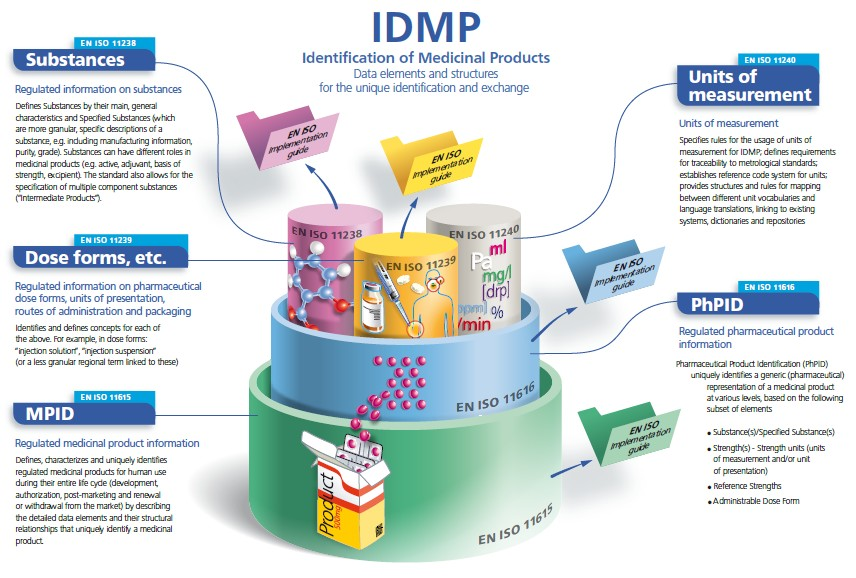 IDMP
Identification of Medicinal Products
Data elements and structures
for the unique identification and exchange
EN ISO 11238
Substances
Regulated information on substances
Defines Substances by their main, general
characteristics and Specified Substances (which
are more granular, specific descriptions of a
substance, e.g. including manufacturing information,
purity, grade). Substances can have different roles in
medicinal products (e.g. active, adjuvant, basis of
strength, excipient). The standard also allows for the
specification of multiple component substances
("Intermediate Products").
EN ISO 11239
Dose forms, etc.
Regulated information on pharmaceutical
dose forms, units of presentation,
routes of administration and packaging
Identifies and defines concepts for each of
the above. For example, in dose forms:
"injection solution", "injection suspension"
(or a less granular regional term linked to these)
EN ISO 11615
MPID
Regulated medicinal product information
Defines, characterizes and uniquely identifies
regulated medicinal products for human use
during their entire life cycle (development,
authorization, post-marketing and renewal
or withdrawal from the market) by describing
the detailed data elements and their structural
relationships that uniquely identify a medicinal
product.
EN ISO
Implementation
guide
EN ISO
Implementation
guide
EN ISO 11238
EN ISO 11239
EN ISO 11240
ml
Pa
mg/l
[drp]
%
/min
EN ISO 11616
Product
500mg
EN ISO 11615
EN ISO 11240
Units of
measurement
Units of measurement
Specifies rules for the usage of units of
measurement for IDMP; defines requirements
for traceability to metrological standards;
establishes reference code system for units;
provides structures and rules for mapping
between different unit vocabularies and
language translations, linking to existing
systems, dictionaries and repositories
EN ISO
Implementation
guide
EN ISO 11616
PhPID
Regulated pharmaceutical product
information
Pharmaceutical Product Identification (PhPID)
uniquely identifies a generic (pharmaceutical)
representation of a medicinal product
at various levels, based on the following
subset of elements
• Substance(s)/Specified Substance(s)
• Strength(s) - Strength units (units
of measurement and/or unit
of presentation)
• Reference Strengths
• Administrable Dose Form
EN ISO
Implementation
guide